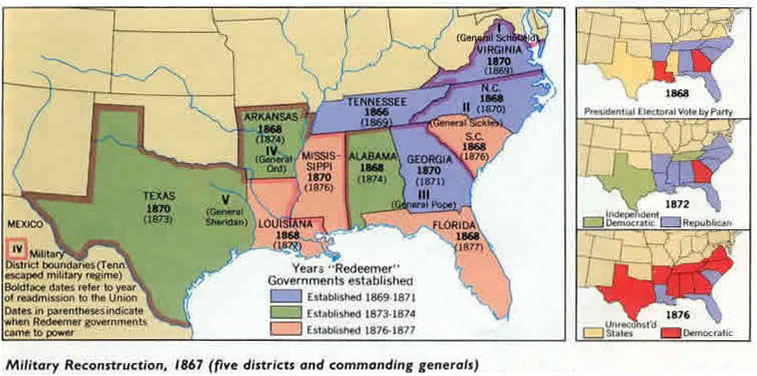 I
(General Schofield)
VIRGINIA
1870
(1869)
N.C.
II
1868
(1870)
(General Sickles)
TENNESSEE
1866
(1869)
ARKANSAS
1868
(1874)
IV
(General
Ord)
MISSIS-
SIPPI
1870
(1876)
ALABAMA
1868
(1874)
GEORGIA
1870
(1871)
III
(General Pope)
S.C.
1868
(1876)
TEXAS
1870
(1873)
V
(General
Sheridan)
LOUISIANA
1868
(1877)
FLORIDA
1868
(1877)
MEXICO
IV Military
District boundaries (Tenn.
escaped military regime)
Boldface dates refer to year
of readmission to the Union
Dates in parentheses indicate
when Redeemer governments
came to power
Years "Redeemer"
Governments established
Established 1869-1871
Established 1873-1874
Established 1876-1877
1868
Presidential Electoral Vote by Party
1872
Independent
Democratic
Republican
1876
Unreconst'd
States
Democratic
Military Reconstruction, 1867 (five districts and commanding generals)